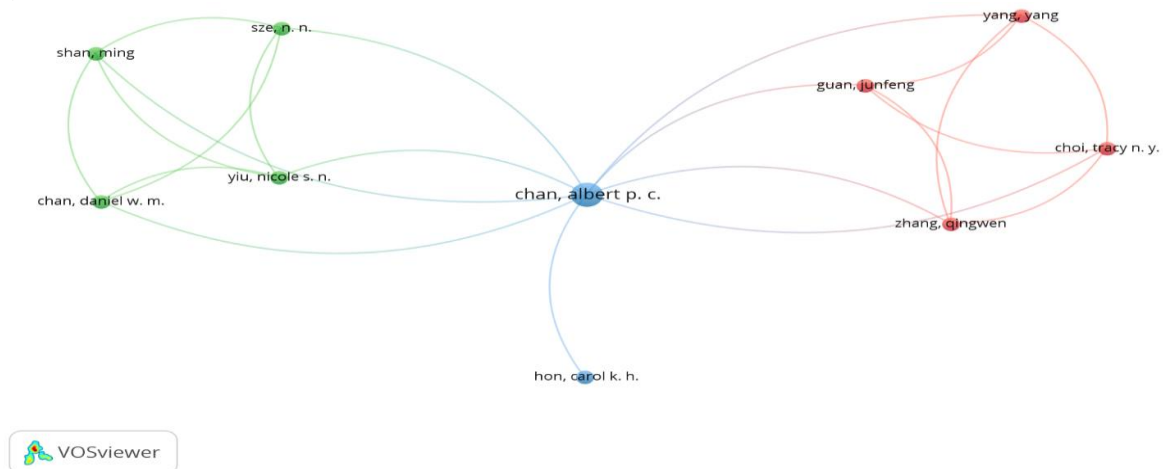 yang, yang
sze, n. n.
shan, ming
guan, junfeng
choi, tracy n. y.
yiu, nicole s. n.
chan, albert p. c.
chan, daniel w. m.
zhang, qingwen
hon, carol k. h.
VOSviewer